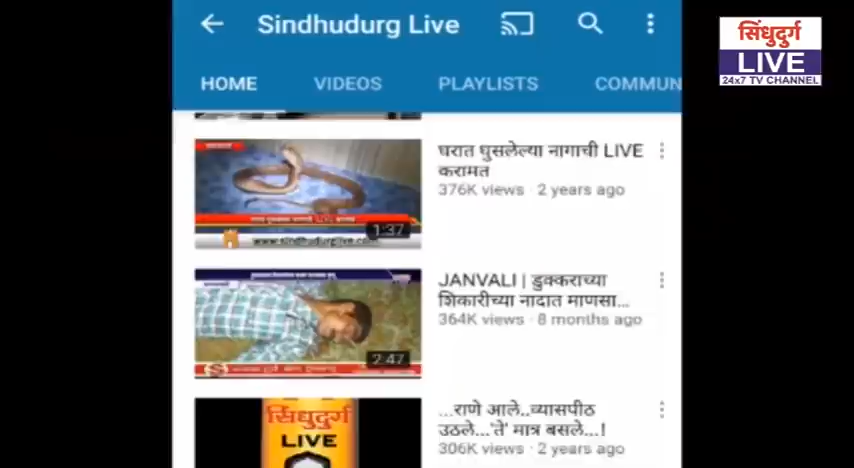 Sindhudurg Live
सिंधुदुर्ग
LIVE
24x7 TV CHANNEL
HOME VIDEOS PLAYLISTS COMMUN
घरात घुसलेल्या नागाची LIVE
करामत
376K views · 2 years ago
1:37
www.sindhudurglive.com
JANVALI | डुक्कराच्या
शिकारीच्या नादात माणसा...
364K views · 8 months ago
2:47
...राणे आले..व्यासपीठ
उठले...'ते' मात्र बसले...!
306K views · 2 years ago
सिंधुदुर्ग
LIVE